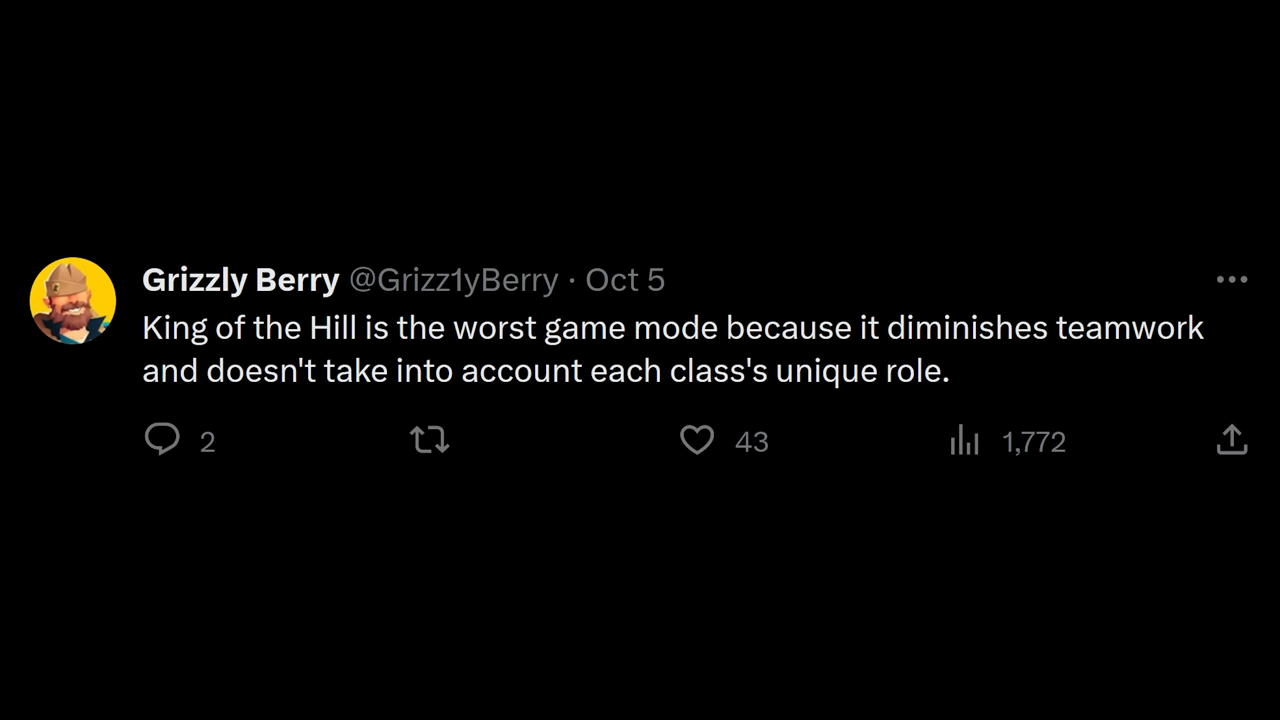 Grizzly Berry @Grizz1yBerry · Oct 5
King of the Hill is the worst game mode because it diminishes teamwork
and doesn't take into account each class's unique role.
2 43 1,772